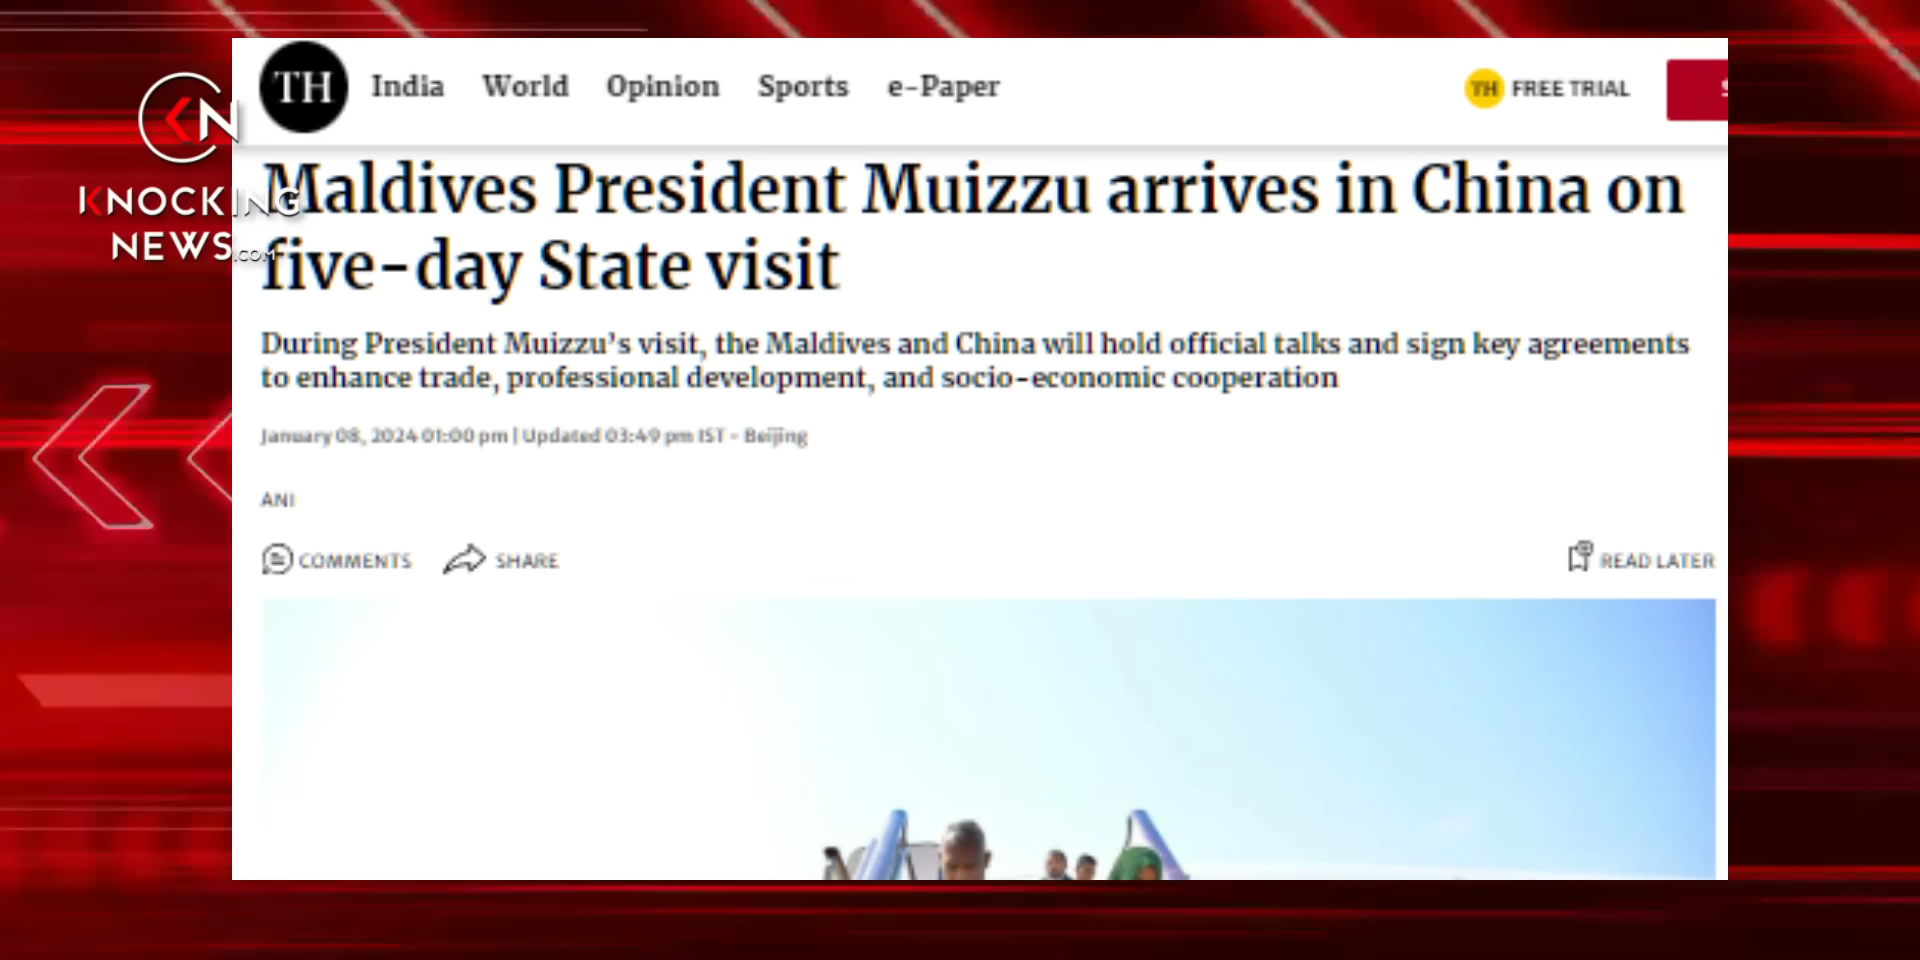 KN
KNOCKING
NEWS.COM
TH India World Opinion Sports e-Paper
TH FREE TRIAL
Maldives President Muizzu arrives in China on
five-day State visit
During President Muizzu's visit, the Maldives and China will hold official talks and sign key agreements
to enhance trade, professional development, and socio-economic cooperation
January 08, 2024 01:00 pm | Updated 03:49 pm IST - Beijing
ANI
COMMENTS SHARE
READ LATER